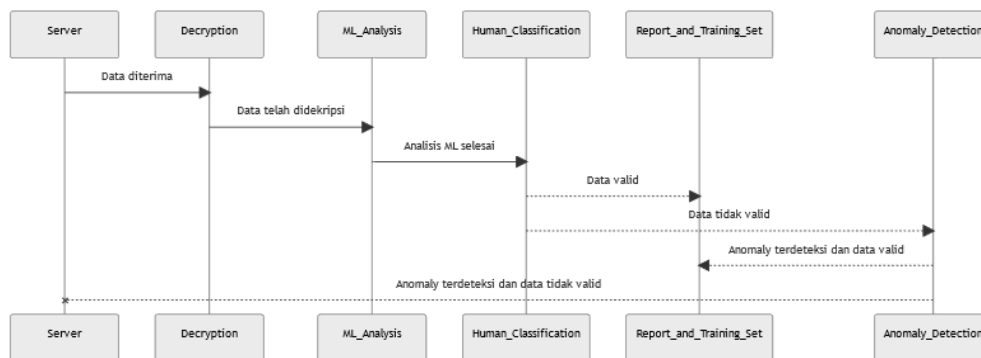 Server
Decryption
ML_Analysis
Human_Classification
Report_and_Training_Set
Anomaly_Detection
Data diterima
Data telah didekripsi
Analisis ML selesai
Data valid
Data tidak valid
Anomaly terdeteksi dan data valid
Anomaly terdeteksi dan data tidak valid
Server
Decryption
ML_Analysis
Human_Classification
Report_and_Training_Set
Anomaly_Detection